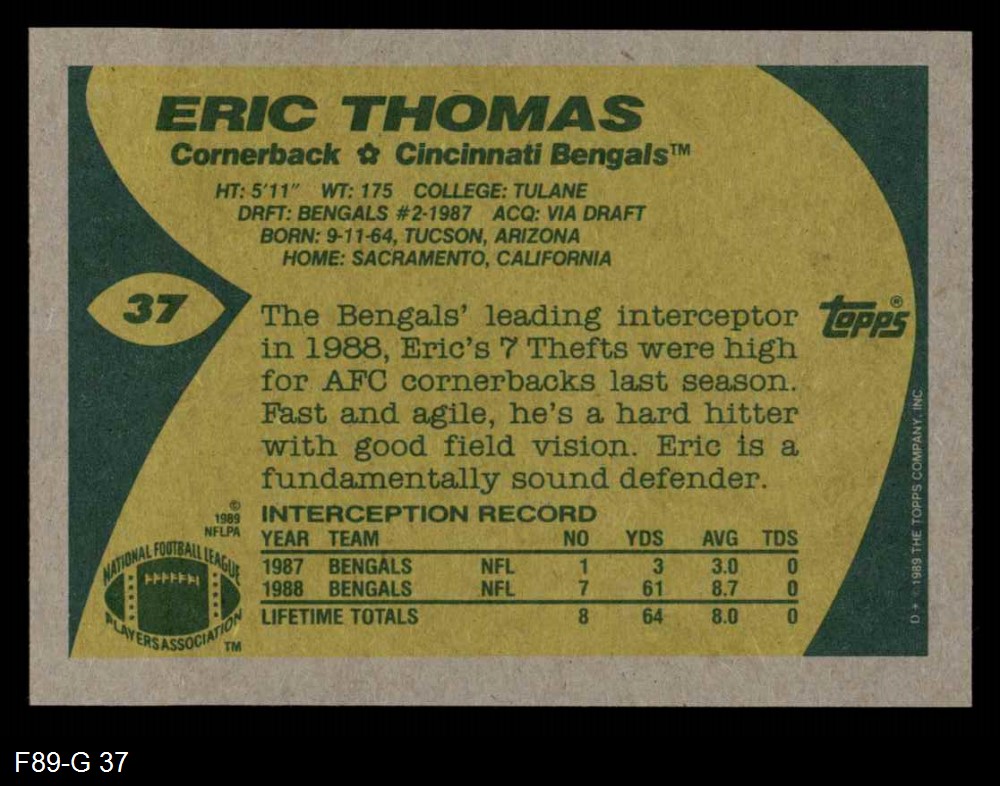 ERIC THOMAS
Cornerback ✿ Cincinnati Bengals™
HT: 5'11" WT: 175 COLLEGE: TULANE
DRFT: BENGALS #2-1987 ACQ: VIA DRAFT
BORN: 9-11-64, TUCSON, ARIZONA
HOME: SACRAMENTO, CALIFORNIA
37
The Bengals' leading interceptor
in 1988, Eric's 7 Thefts were high
for AFC cornerbacks last season.
Fast and agile, he's a hard hitter
with good field vision. Eric is a
fundamentally sound defender.
topps®
INTERCEPTION RECORD
YEAR TEAM NO YDS AVG TDS
1987 BENGALS NFL 1 3 3.0 0
1988 BENGALS NFL 7 61 8.7 0
LIFETIME TOTALS 8 64 8.0 0
©
1989
NFLPA
NATIONAL FOOTBALL LEAGUE
PLAYERS ASSOCIATION
TM
D* ©1989 THE TOPPS COMPANY, INC
F89-G 37